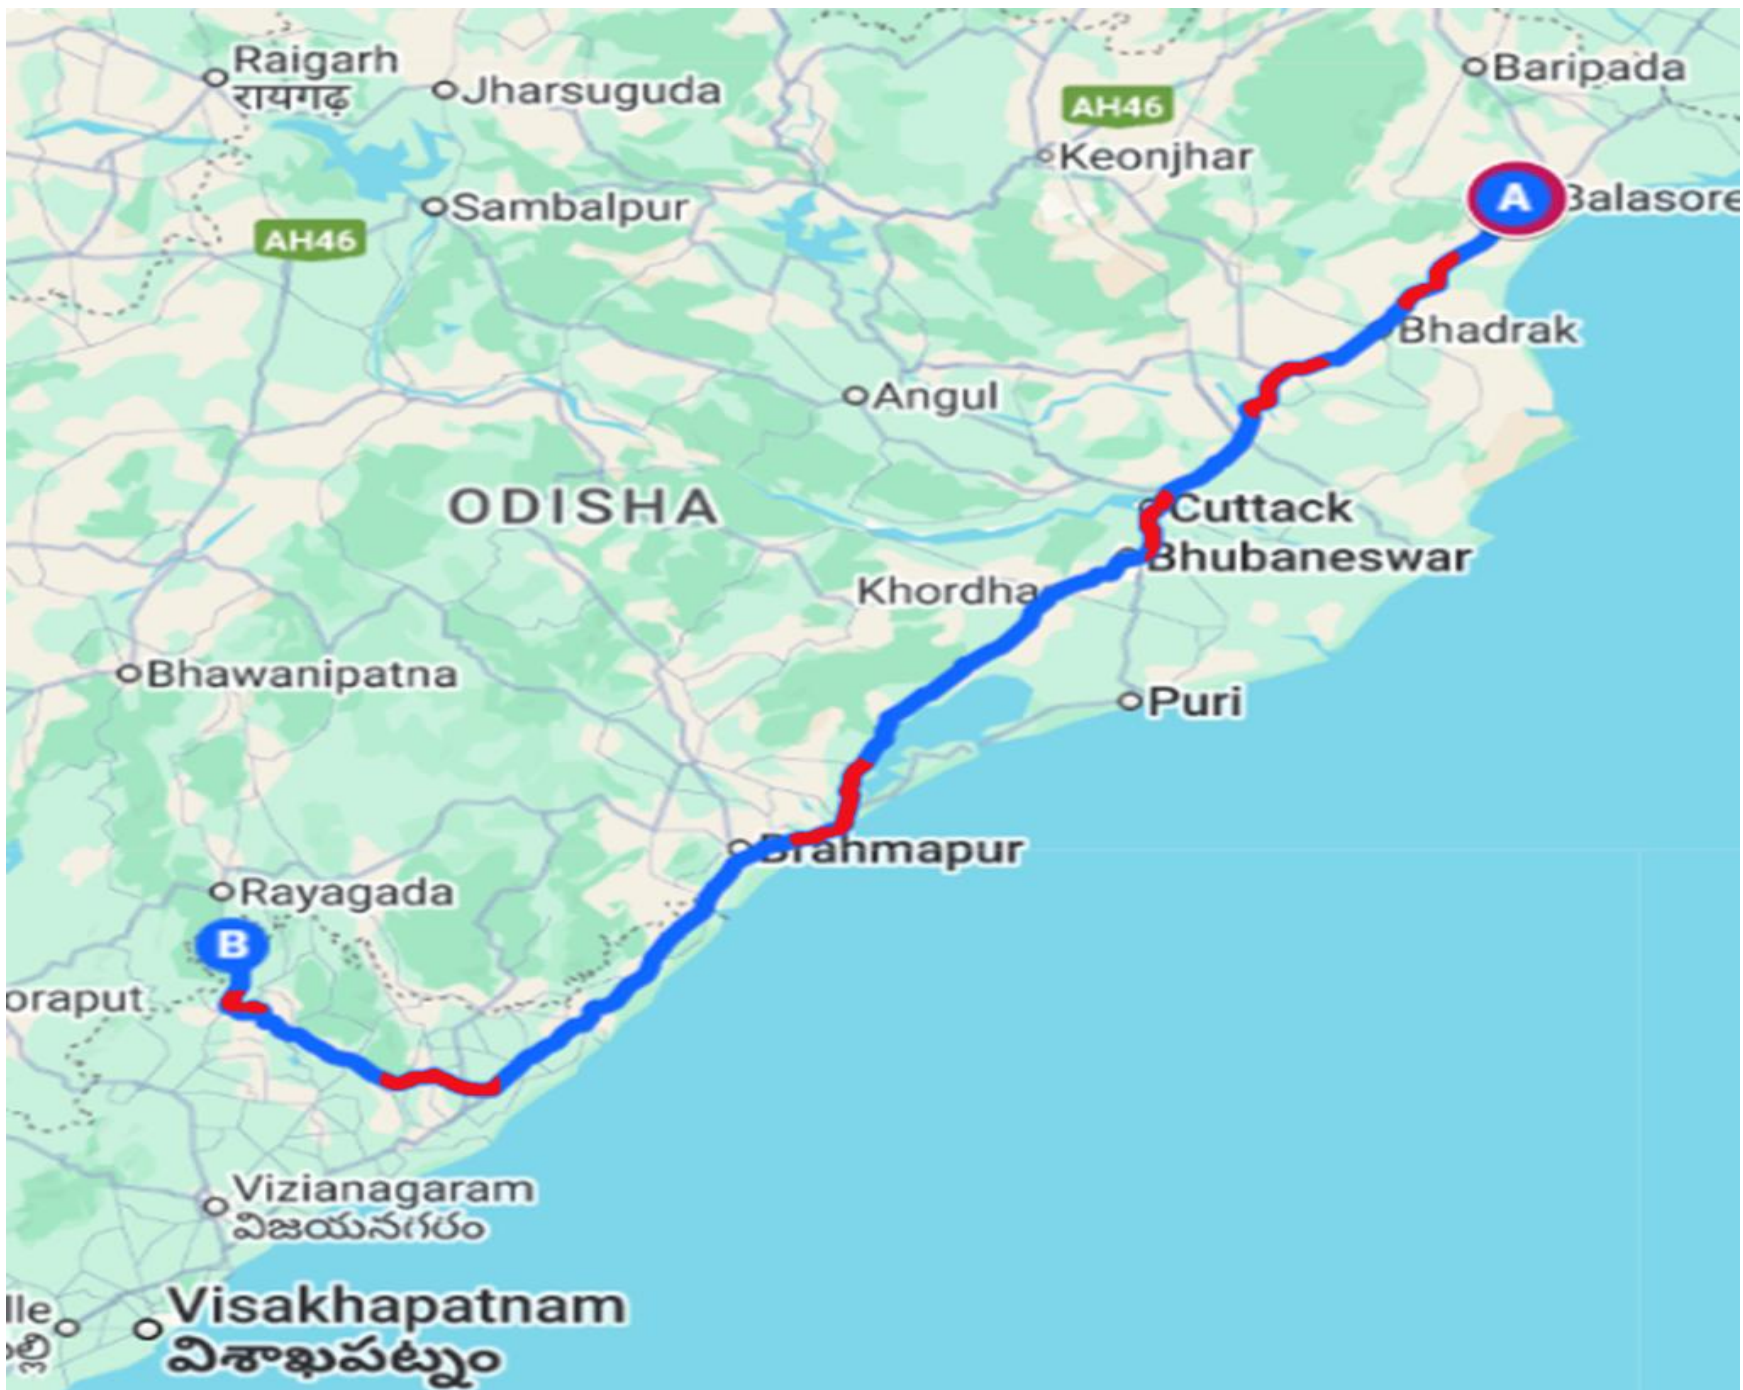 Raigarh
रायगढ़
Jharsuguda
AH46
Baripada
Keonjhar
A
Balasore
Sambalpur
AH46
Bhadrak
Angul
ODISHA
Cuttack
Bhubaneswar
Khordha
Bhawanipatna
Puri
Brahmapur
Rayagada
B
oraput
Vizianagaram
విజయనగరం
lle
Visakhapatnam
విశాఖపట్నం